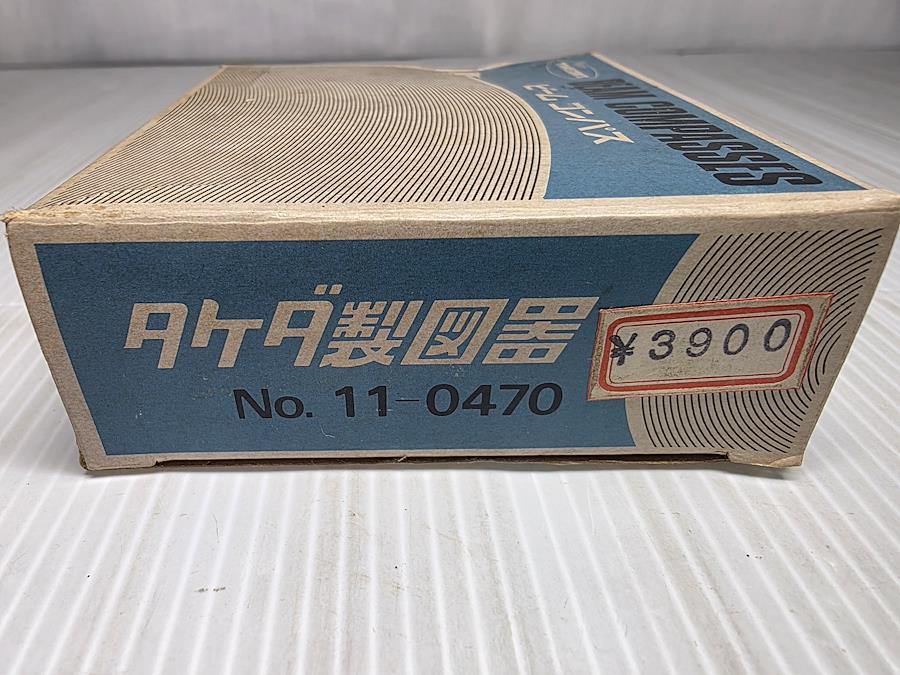 BEAM COMPASSES
ビームコンパス
タケダ製図器
No. 11-0470
¥3900